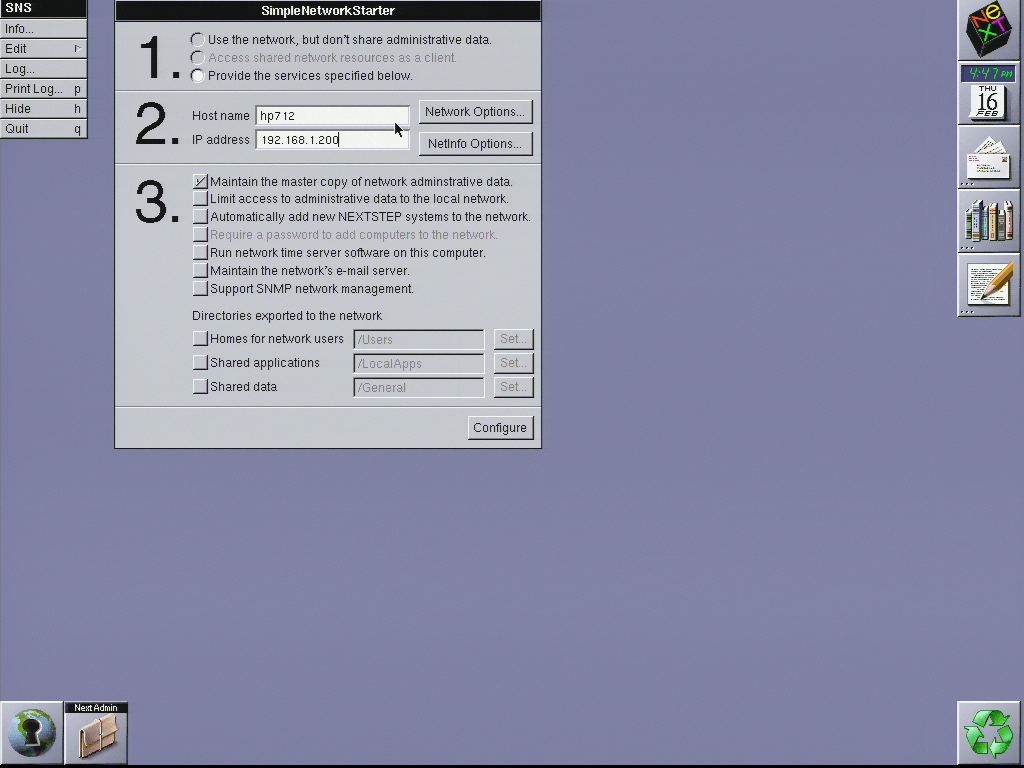 SNS
Info...
Edit
Log...
Print Log... p
Hide h
Quit q
SimpleNetworkStarter
1.
Use the network, but don't share administrative data.
Access shared network resources as a client.
Provide the services specified below.
2.
Host name hp712 Network Options...
IP address 192.168.1.200 NetInfo Options...
3.
Maintain the master copy of network adminstrative data.
Limit access to administrative data to the local network.
Automatically add new NEXTSTEP systems to the network.
Require a password to add computers to the network.
Run network time server software on this computer.
Maintain the network's e-mail server.
Support SNMP network management.
Directories exported to the network
Homes for network users /Users Set...
Shared applications /LocalApps Set...
Shared data /General Set...
Configure
NeXT
4:47 PM
THU
16
FEB
NextAdmin